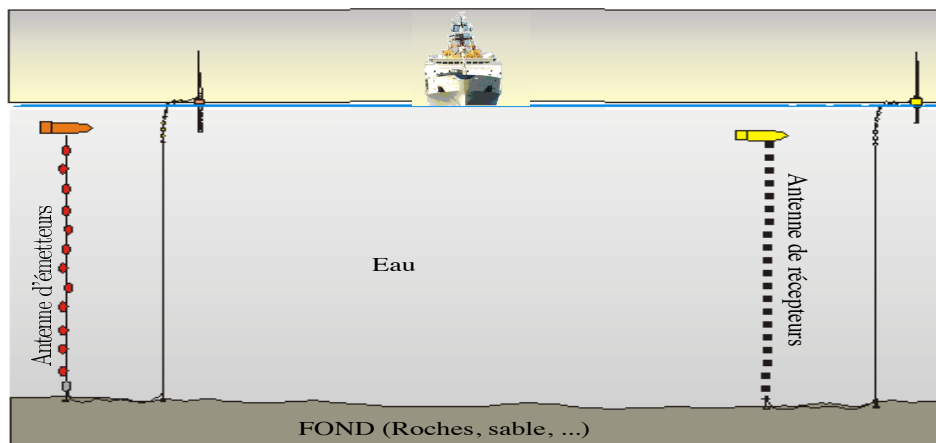 Antenne d'émetteurs
Eau
Antenne de récepteurs
FOND (Roches, sable, ...)